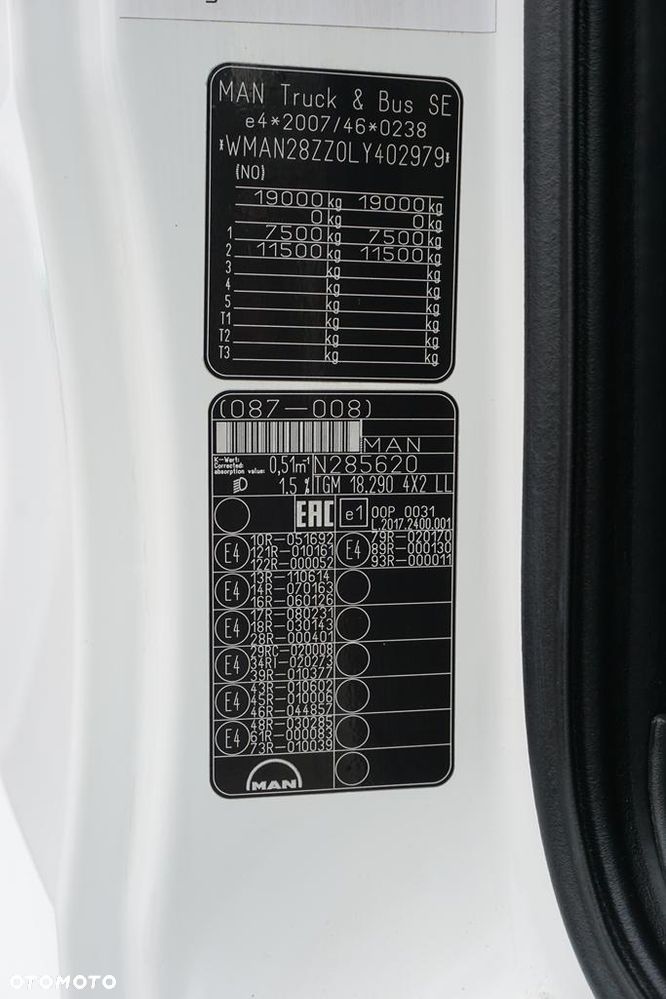 MAN Truck & Bus SE
e4*2007/46*0238
*WMAN28ZZ0LY402979*
(NO)
19000 kg 19000 kg
0 kg 0 kg
1 7500 kg 7500 kg
2 11500 kg 11500 kg
3 kg kg
4 kg kg
5 kg kg
T1 kg kg
T2 kg kg
T3 kg kg
(087-008)
MAN
K-Wert:
Corrected
absorption value: 0,51m-1 N285620
1.5 % TGM 18.290 4X2 LL
EAC e1 00P 0031
L.2017.2400.001
E4 10R-051692 E4 79R-020170
121R-010161 89R-000130
122R-000052 93R-000011
E4 13R-110614
14R-070163
16R-060126
E4 17R-080231
18R-030143
28R-000401
E4 29RC-020008
34RI-02023
39R-010377
E4 43R-010602
45R-010006
46R-044852
E4 48R-030285
61R-000083
73R-010039
MAN
OTOMOTO